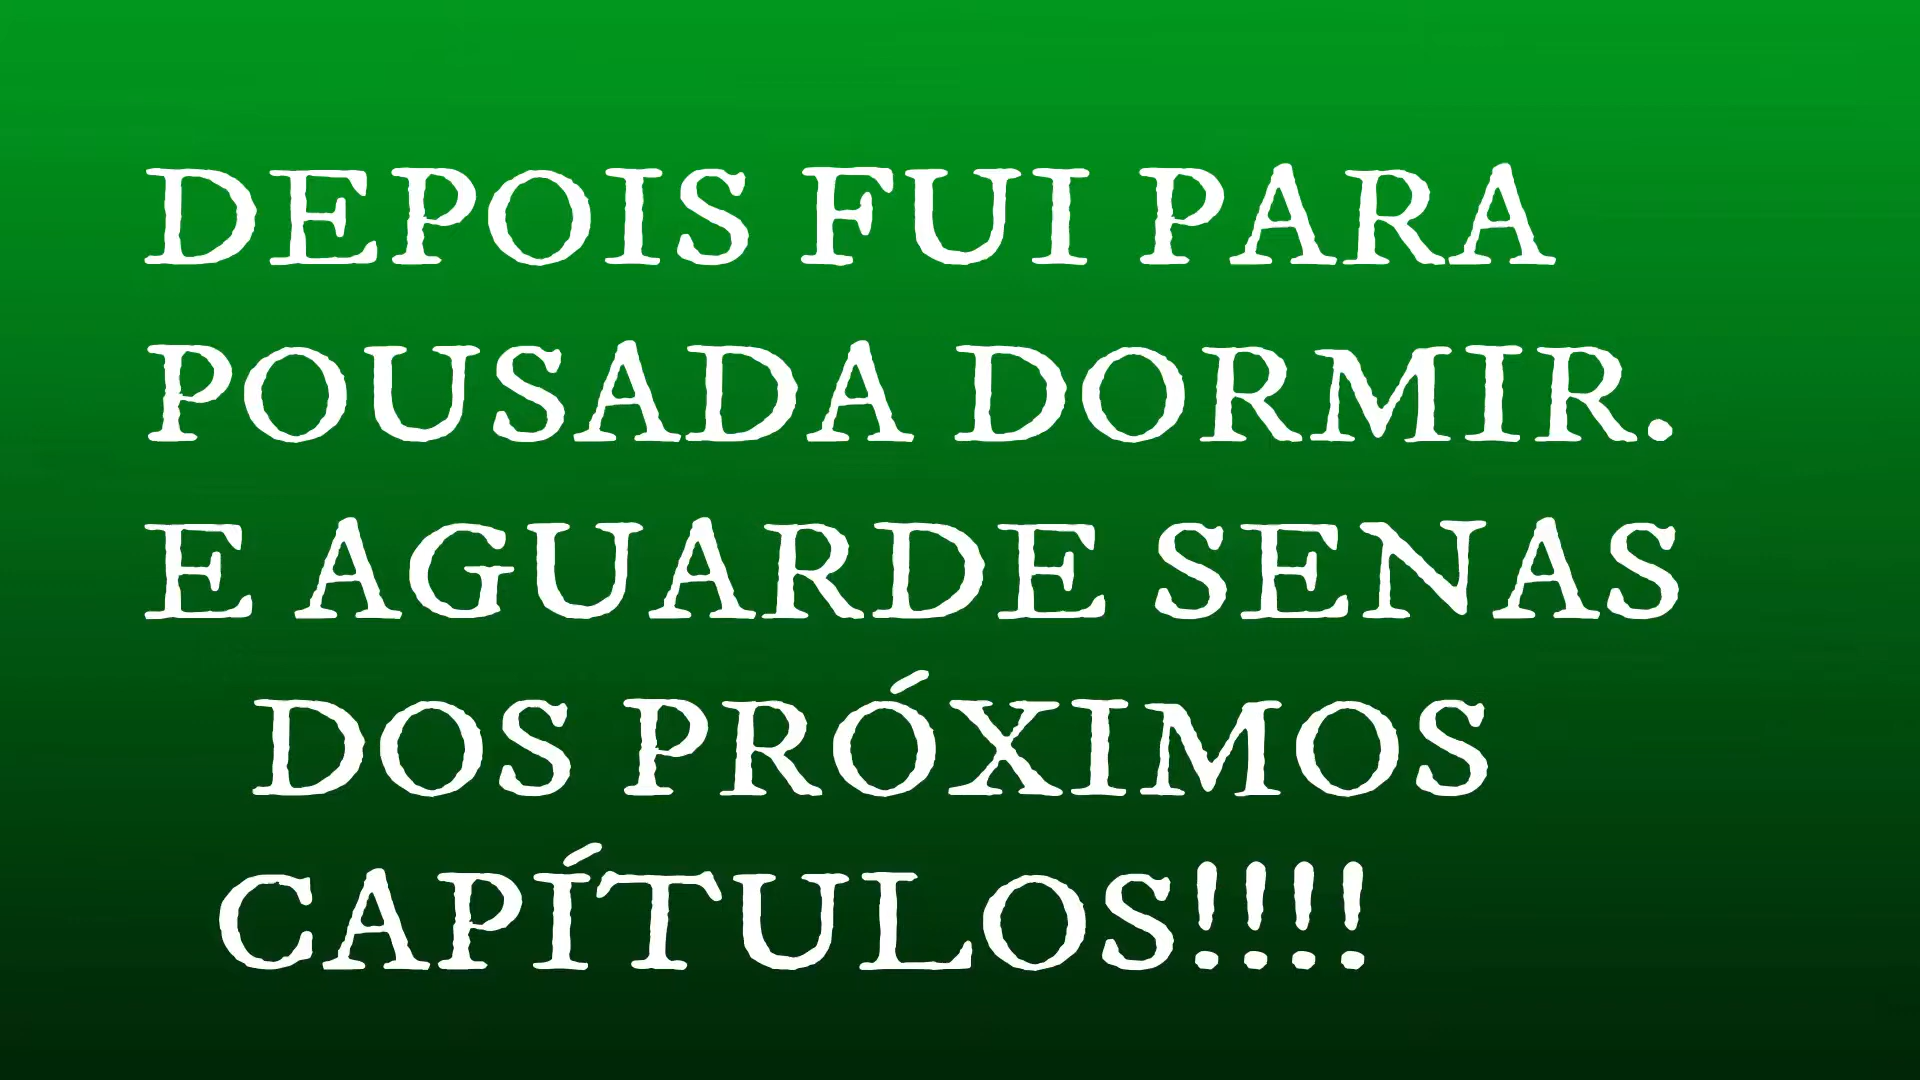 DEPOIS FUI PARA
POUSADA DORMIR.
E AGUARDE SENAS
DOS PRÓXIMOS
CAPÍTULOS!!!!